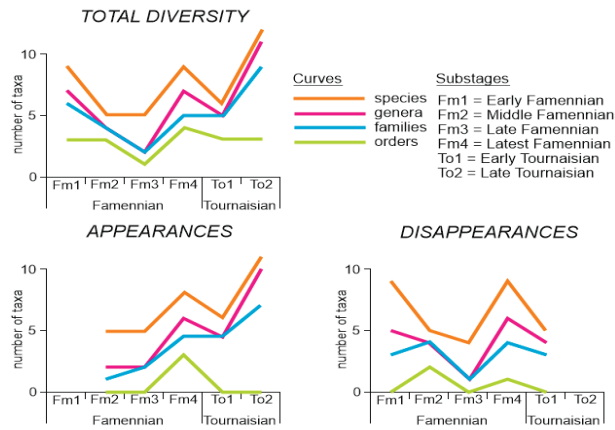 TOTAL DIVERSITY
10
5
0
number of taxa
Fm1 Fm2 Fm3 Fm4 To1 To2
Famennian Tournaisian
Curves
species
genera
families
orders
Substages
Fm1 = Early Famennian
Fm2 = Middle Famennian
Fm3 = Late Famennian
Fm4 = Latest Famennian
To1 = Early Tournaisian
To2 = Late Tournaisian
APPEARANCES
10
5
0
number of taxa
Fm1 Fm2 Fm3 Fm4 To1 To2
Famennian Tournaisian
DISAPPEARANCES
10
5
0
number of taxa
Fm1 Fm2 Fm3 Fm4 To1 To2
Famennian Tournaisian